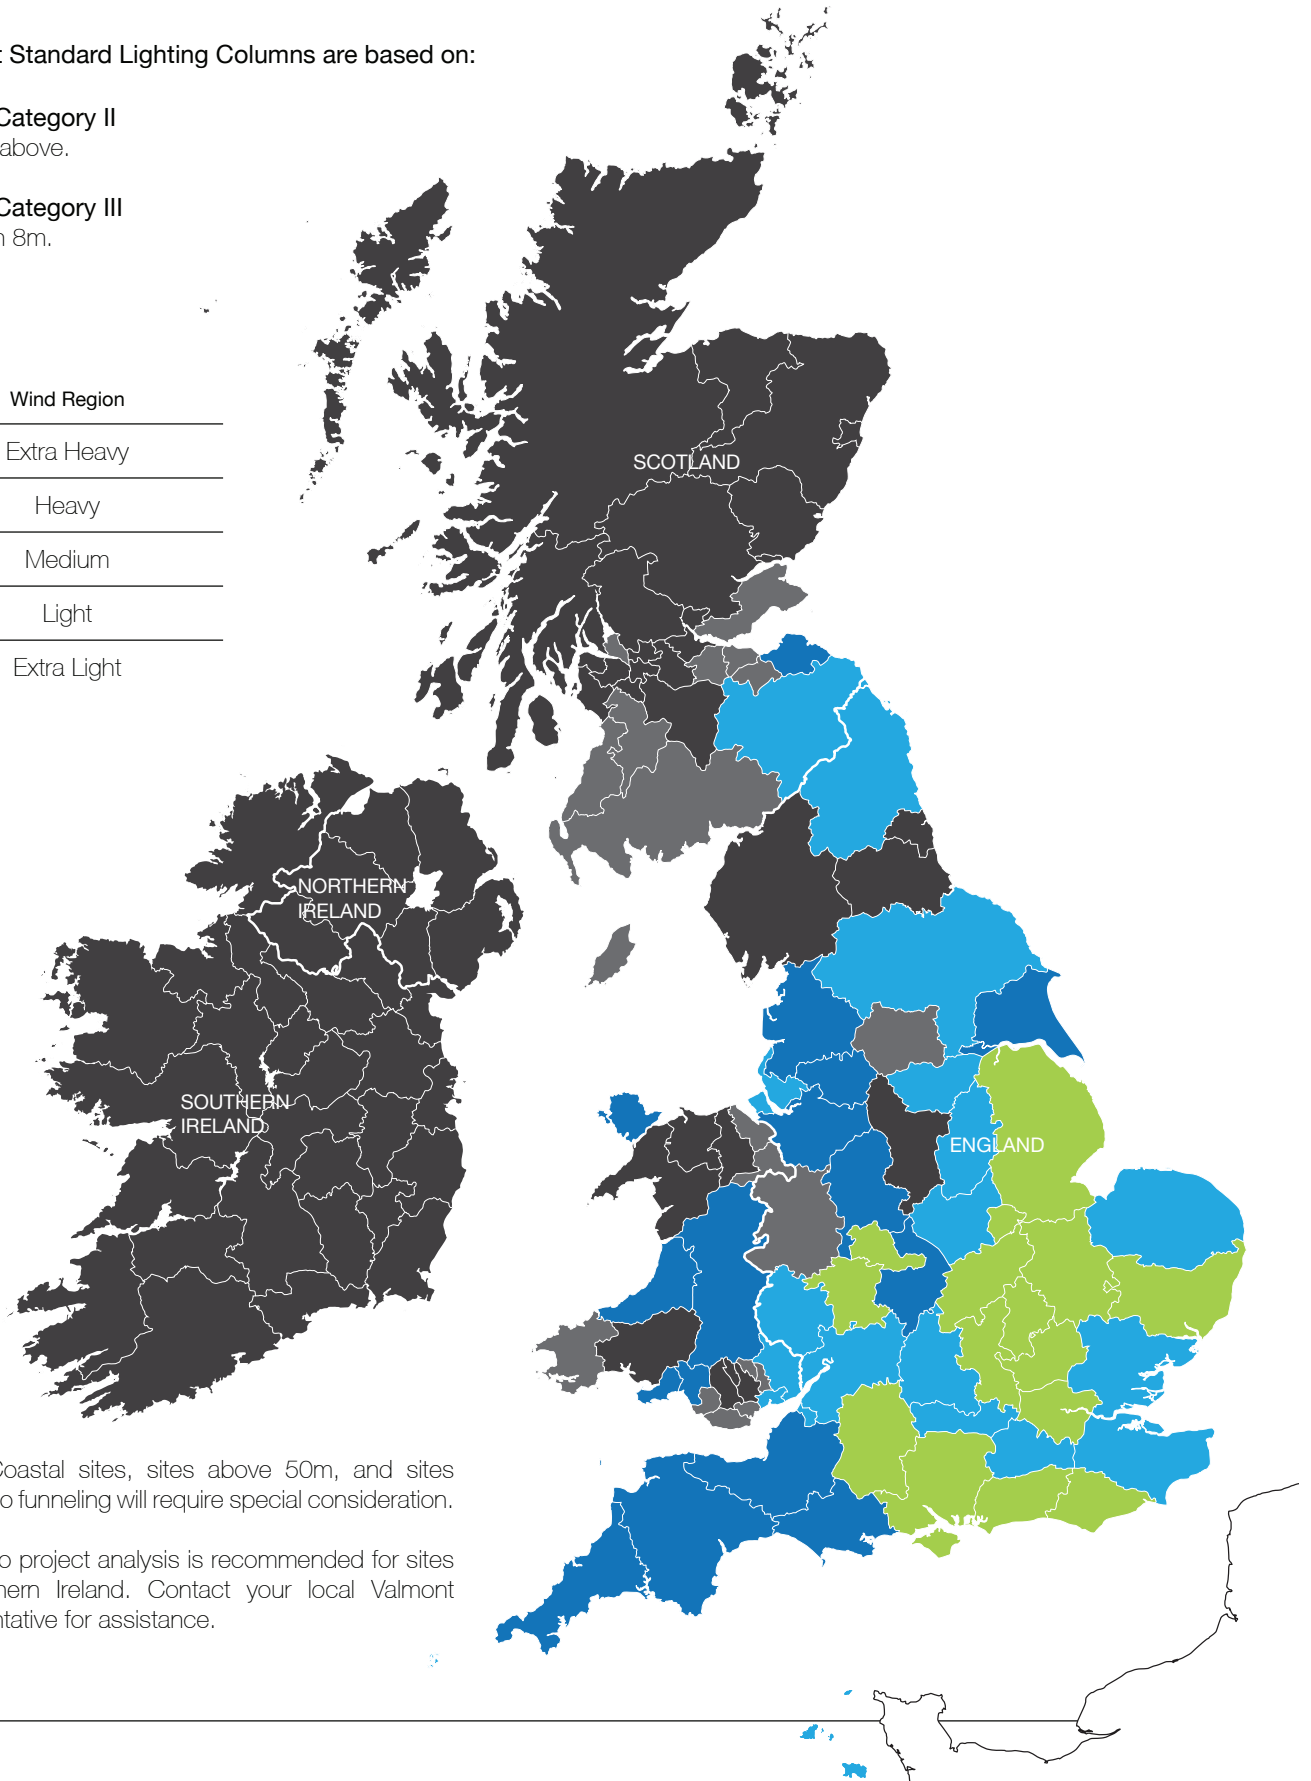 Standard Lighting Columns are based on:
Category II
above.
Category III
8m.
Wind Region
Extra Heavy
Heavy
Medium
Light
Extra Light
SCOTLAND
NORTHERN
IRELAND
SOUTHERN
IRELAND
ENGLAND
Coastal sites, sites above 50m, and sites
o funneling will require special consideration.
o project analysis is recommended for sites
hern Ireland. Contact your local Valmont
ntative for assistance.